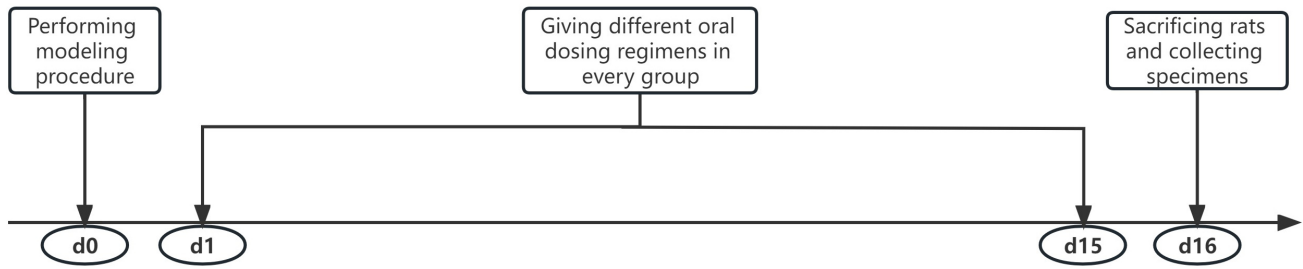 Performing
modeling
procedure
Giving different oral
dosing regimens in
every group
Sacrificing rats
and collecting
specimens
d0
d1
d15
d16